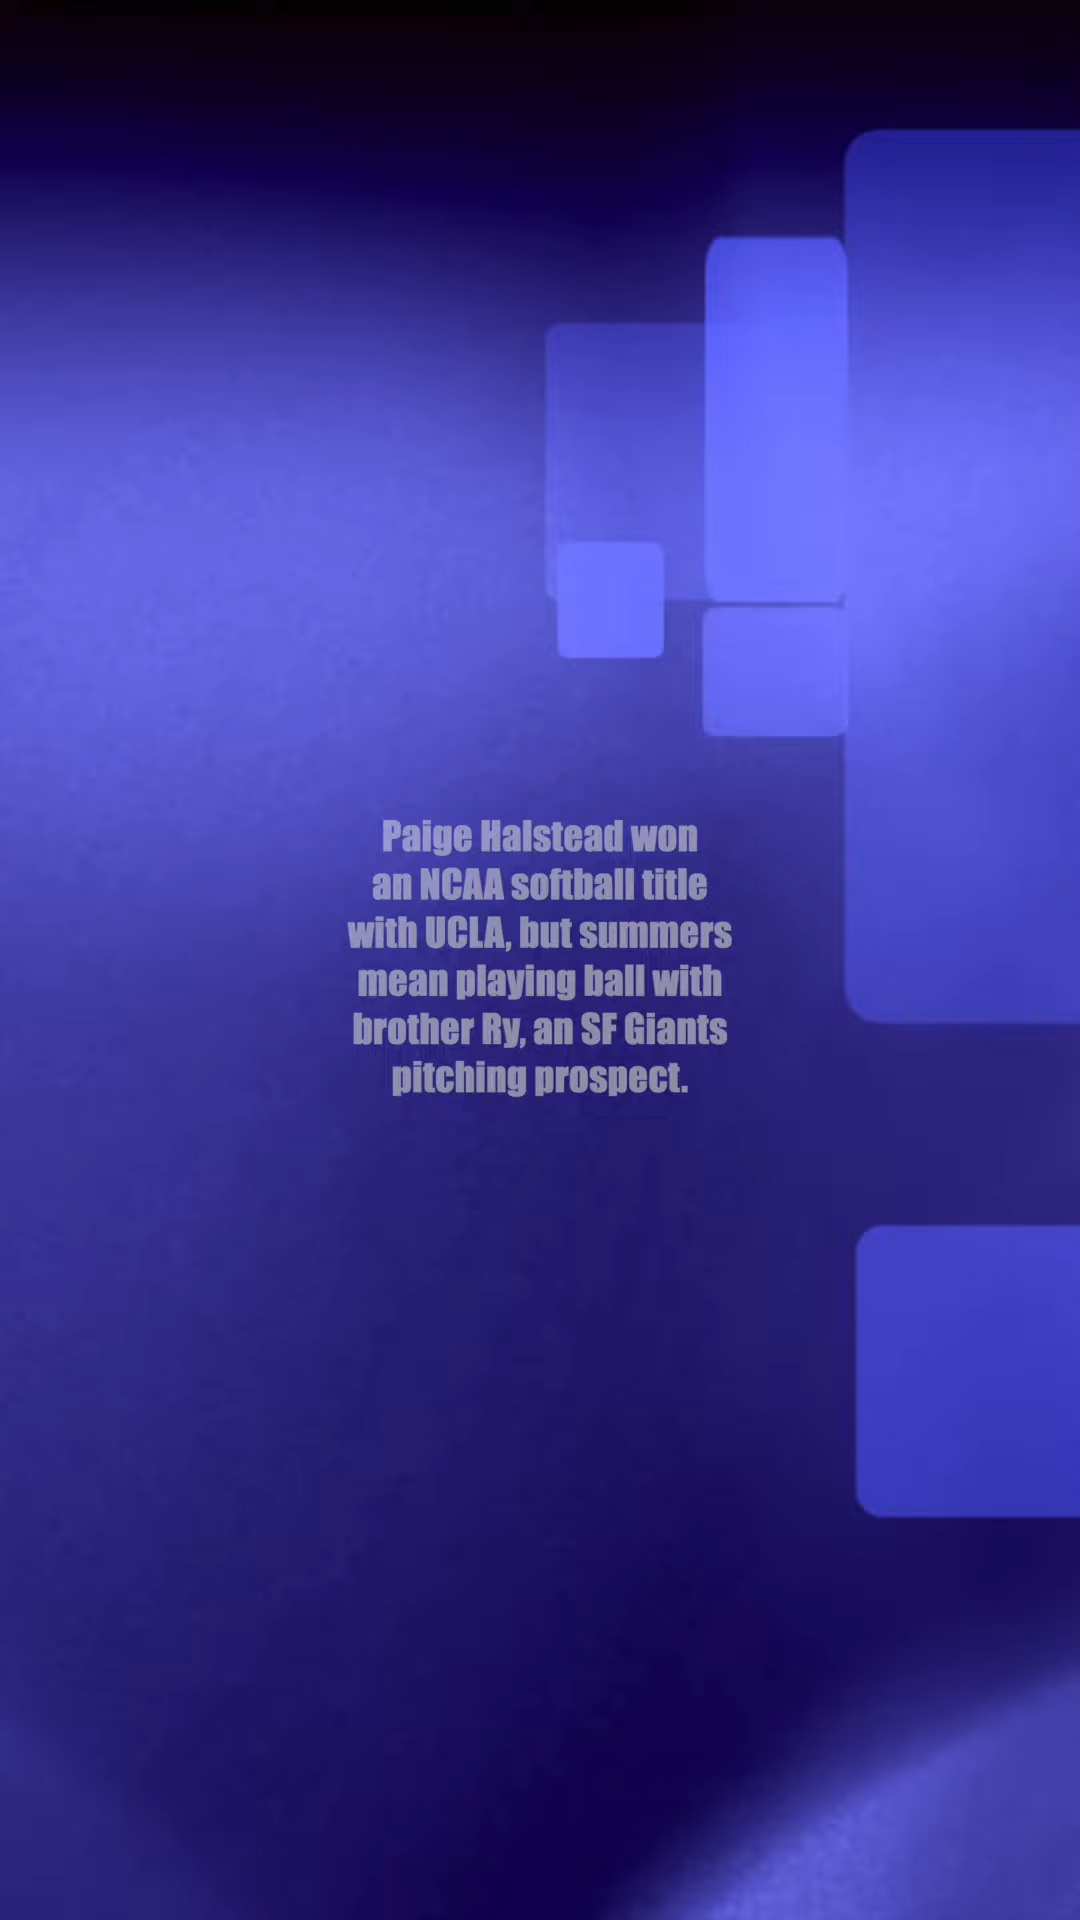 Paige Halstead won
an NCAA softball title
with UCLA, but summers
mean playing ball with
brother Ry, an SF Giants
pitching prospect.